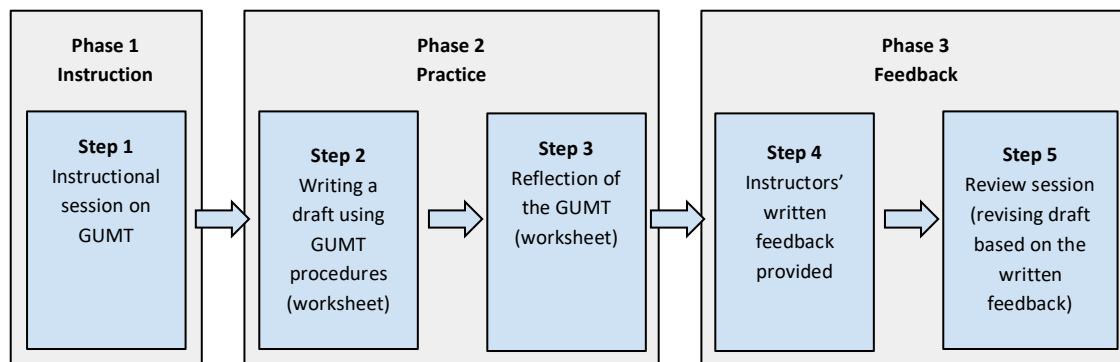 Phase 1
Instruction
Step 1
Instructional
session on
GUMT
Phase 2
Practice
Step 2
Writing a
draft using
GUMT
procedures
(worksheet)
Step 3
Reflection of
the GUMT
(worksheet)
Phase 3
Feedback
Step 4
Instructors’
written
feedback
provided
Step 5
Review session
(revising draft
based on the
written
feedback)